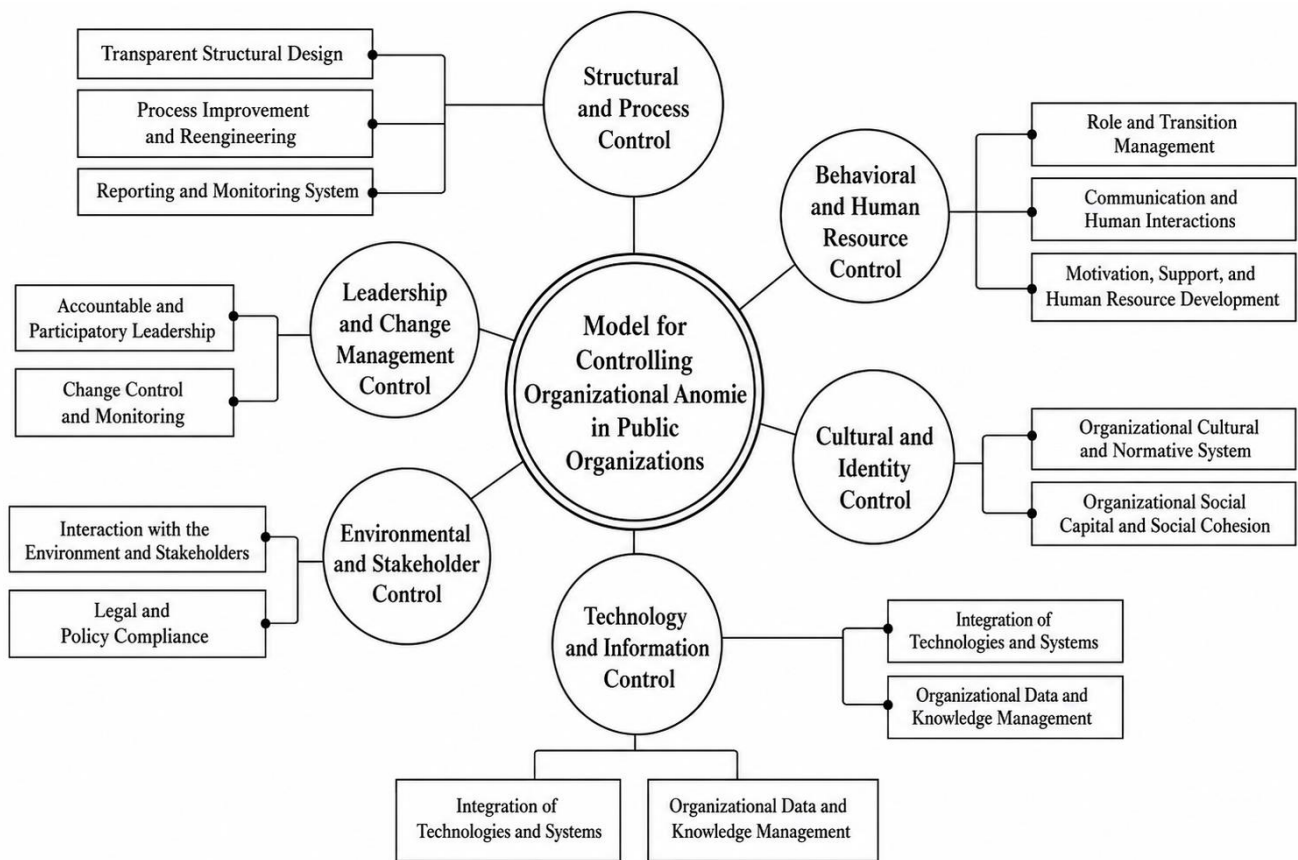 Transparent Structural Design
Process Improvement
and Reengineering
Reporting and Monitoring System
Structural
and Process
Control
Behavioral
and Human
Resource
Control
Role and Transition
Management
Communication and
Human Interactions
Motivation, Support, and
Human Resource Development
Accountable and
Participatory Leadership
Change Control
and Monitoring
Leadership
and Change
Management
Control
Model for
Controlling
Organizational Anomie
in Public
Organizations
Cultural and
Identity
Control
Organizational Cultural
and Normative System
Organizational Social
Capital and Social Cohesion
Interaction with the
Environment and Stakeholders
Legal and
Policy Compliance
Environmental
and Stakeholder
Control
Technology
and Information
Control
Integration of
Technologies and Systems
Organizational Data and
Knowledge Management
Integration of
Technologies and Systems
Organizational Data and
Knowledge Management